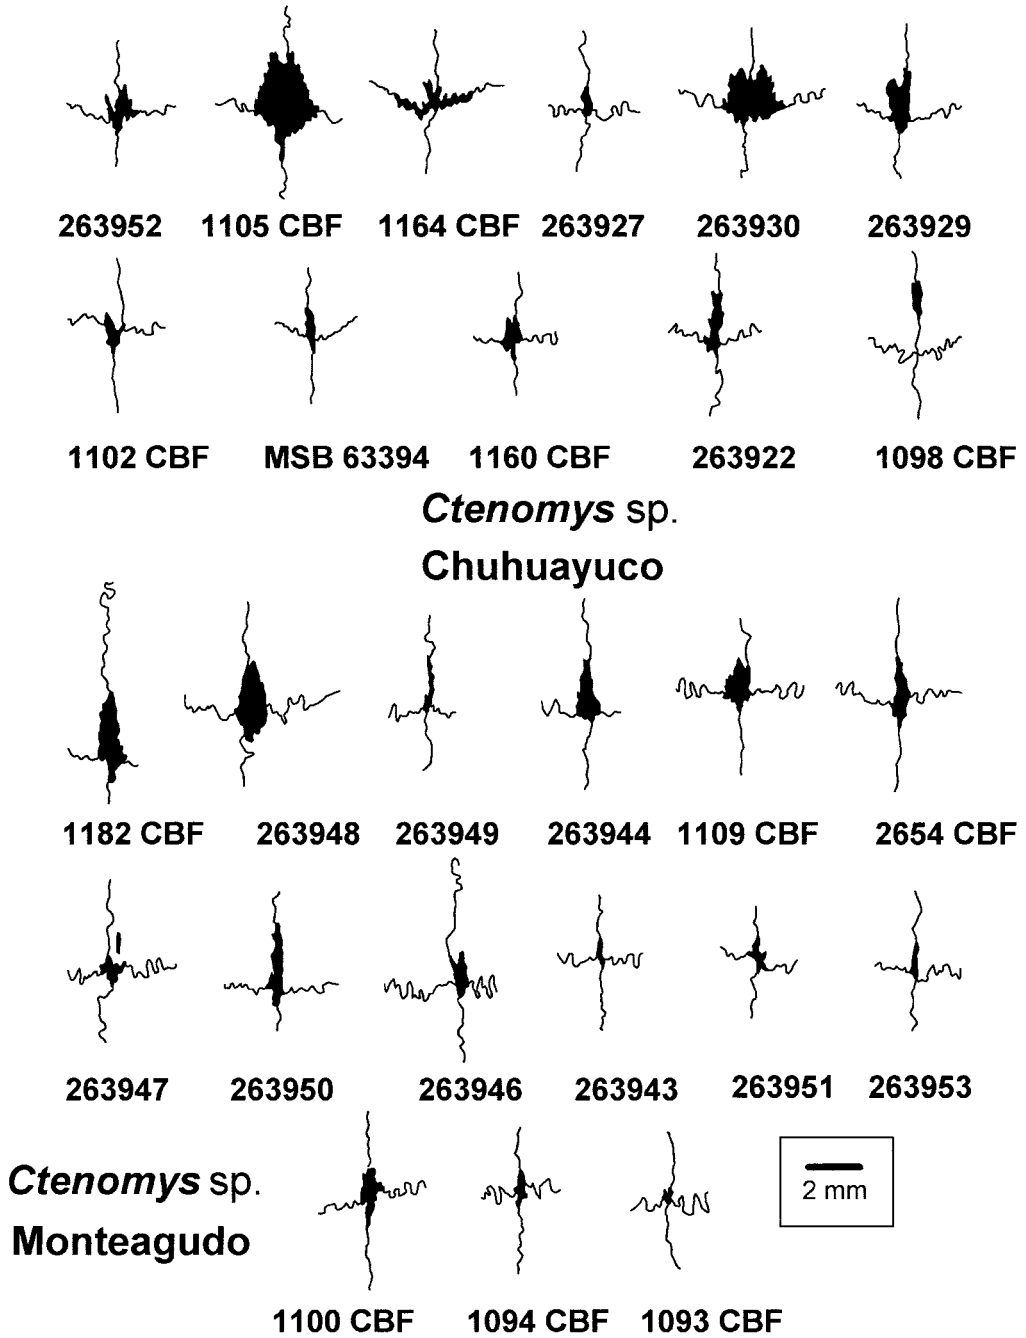 263952 1105 CBF 1164 CBF 263927 263930 263929
1102 CBF MSB 63394 1160 CBF 263922 1098 CBF
Ctenomys sp.
Chuhuayuco
1182 CBF 263948 263949 263944 1109 CBF 2654 CBF
263947 263950 263946 263943 263951 263953
Ctenomys sp.
Monteagudo
2 mm
1100 CBF 1094 CBF 1093 CBF